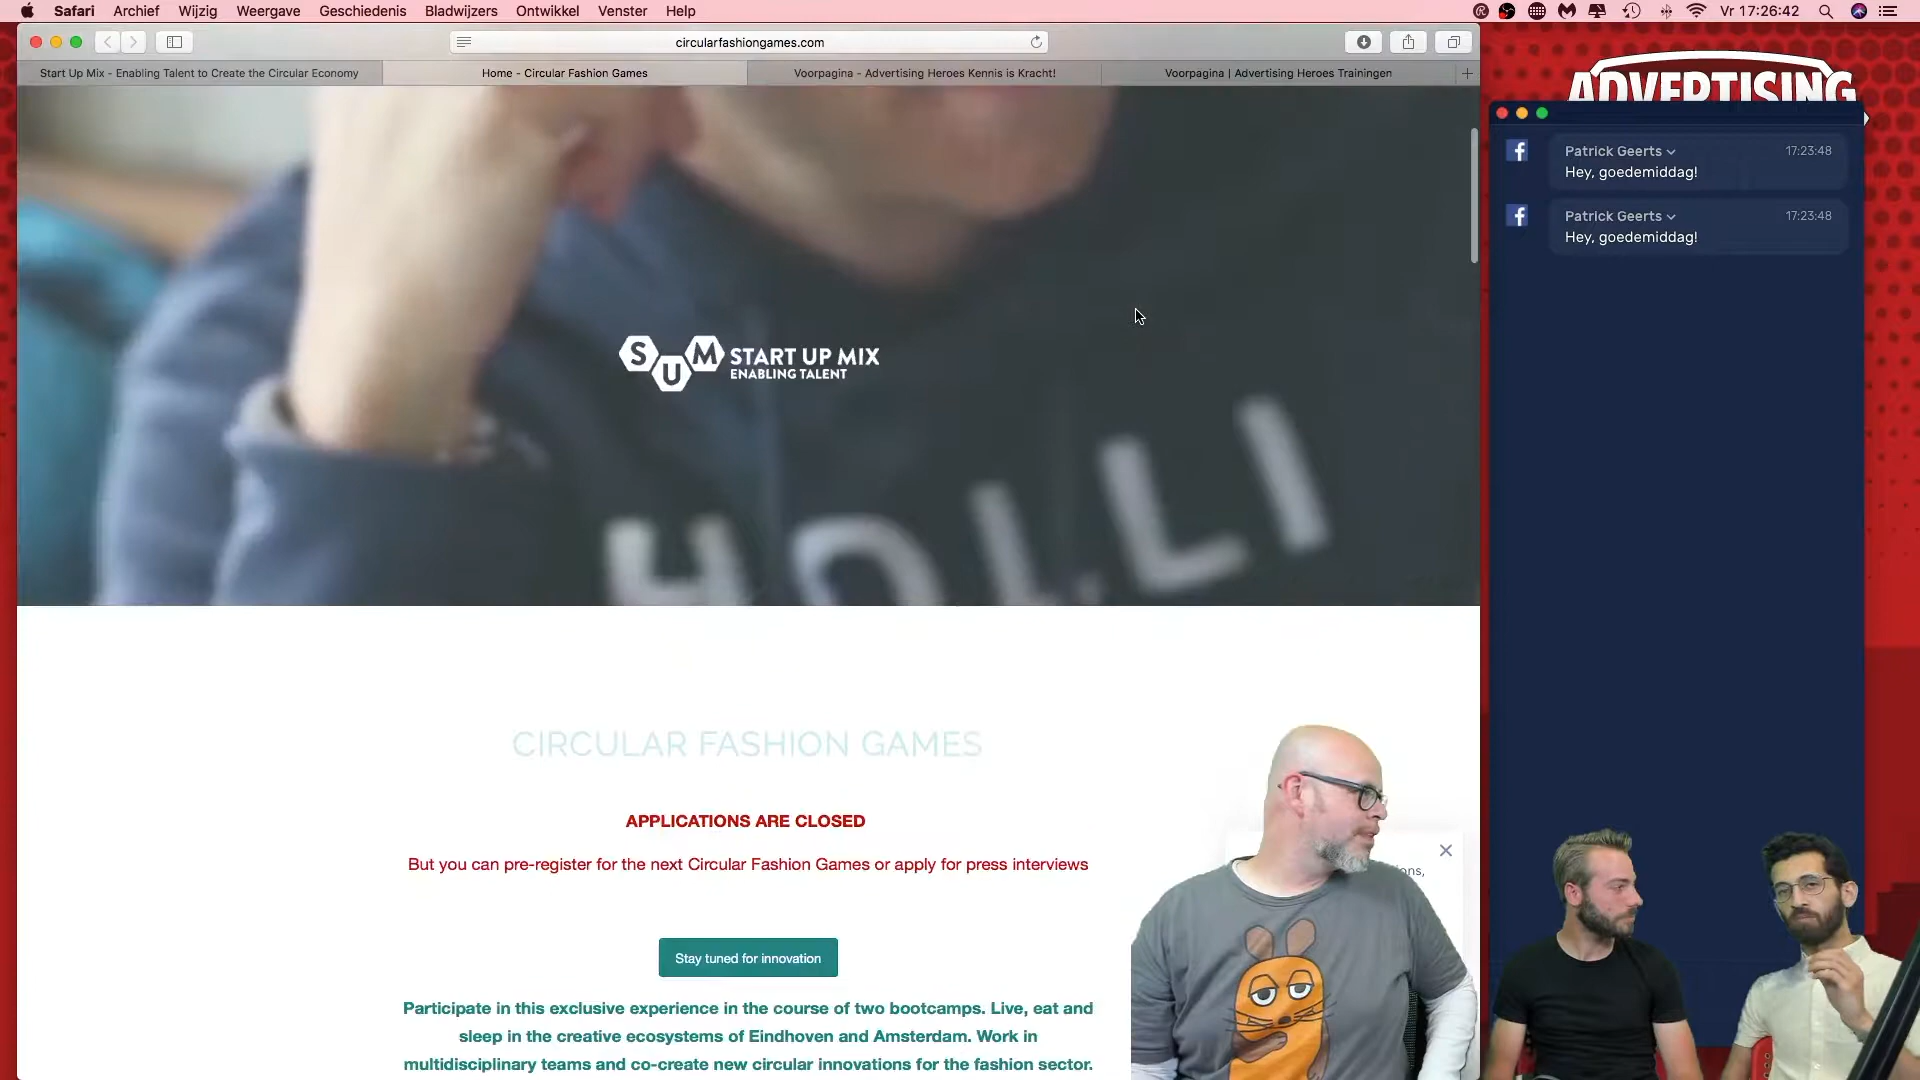 Safari Archief Wijzig Weergave Geschiedenis Bladwijzers Ontwikkel Venster Help
Vr 17:26:42
circularfashiongames.com
Start Up Mix - Enabling Talent to Create the Circular Economy
Home - Circular Fashion Games
Voorpagina - Advertising Heroes Kennis is Kracht!
Voorpagina | Advertising Heroes Trainingen
ADVERTISING
Patrick Geerts 17:23:48
Hey, goedemiddag!
Patrick Geerts 17:23:48
Hey, goedemiddag!
SUM START UP MIX
ENABLING TALENT
CIRCULAR FASHION GAMES
APPLICATIONS ARE CLOSED
But you can pre-register for the next Circular Fashion Games or apply for press interviews
Stay tuned for innovation
Participate in this exclusive experience in the course of two bootcamps. Live, eat and
sleep in the creative ecosystems of Eindhoven and Amsterdam. Work in
multidisciplinary teams and co-create new circular innovations for the fashion sector.